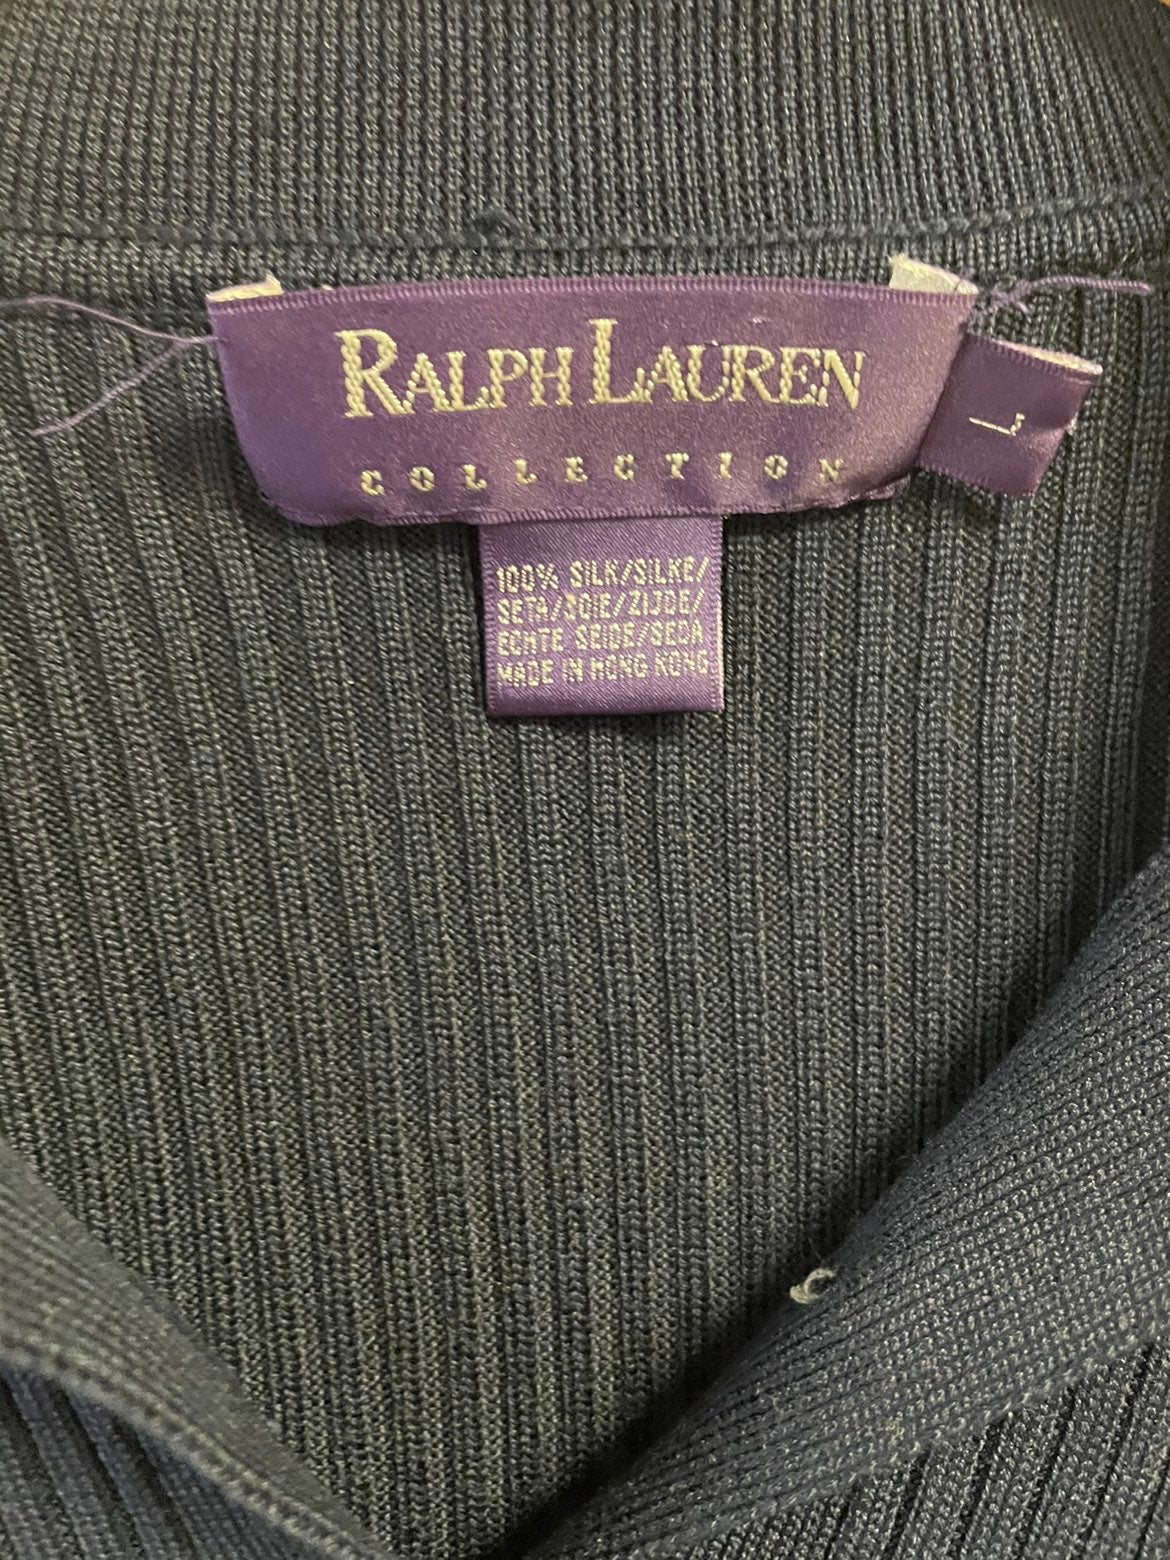 RALPH LAUREN
COLLECTION
L
100% SILK/SILKE/
SETA/SOIE/ZIJDE/
ECHTE SEIDE/SEDA
MADE IN HONG KONG